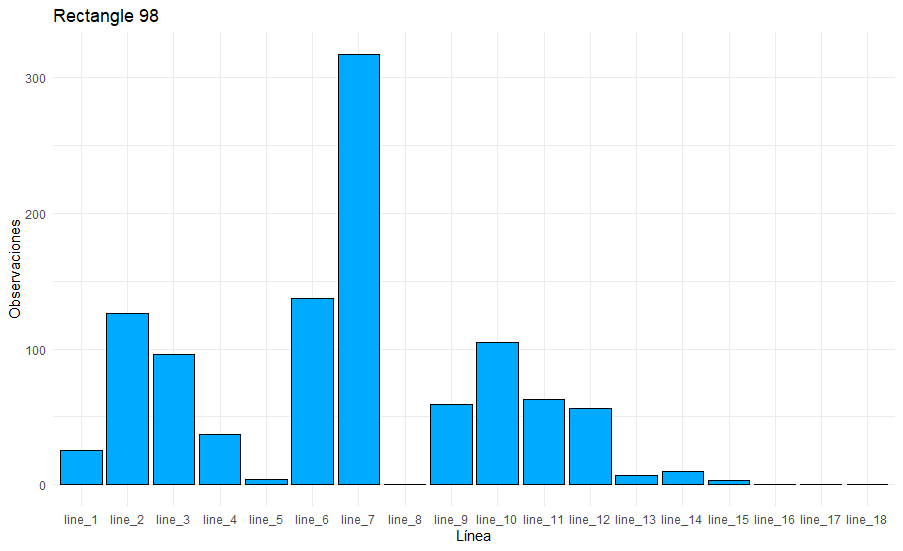 Rectangle 98
Observaciones
300
200
100
0
line_1 line_2 line_3 line_4 line_5 line_6 line_7 line_8 line_9 line_10 line_11 line_12 line_13 line_14 line_15 line_16 line_17 line_18
Línea